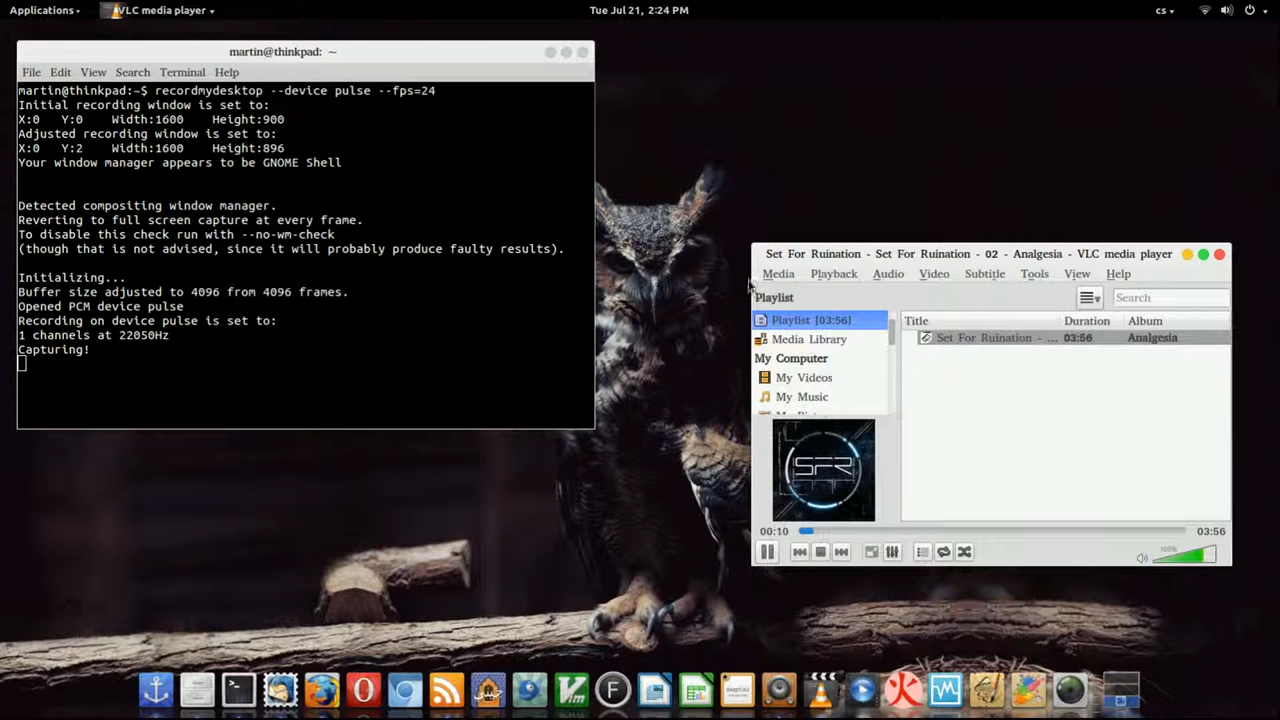 Applications
VLC media player
Tue Jul 21, 2:24 PM
cs
martin@thinkpad: ~
File Edit View Search Terminal Help
martin@thinkpad:~$ recordmydesktop --device pulse --fps=24
Initial recording window is set to:
X:0 Y:0 Width:1600 Height:900
Adjusted recording window is set to:
X:0 Y:2 Width:1600 Height:896
Your window manager appears to be GNOME Shell
Detected compositing window manager.
Reverting to full screen capture at every frame.
To disable this check run with --no-wm-check
(though that is not advised, since it will probably produce faulty results).
Initializing...
Buffer size adjusted to 4096 from 4096 frames.
Opened PCM device pulse
Recording on device pulse is set to:
1 channels at 22050Hz
Capturing!
Set For Ruination - Set For Ruination - 02 - Analgesia - VLC media player
Media Playback Audio Video Subtitle Tools View Help
Playlist
Search
Playlist [03:56]
Media Library
My Computer
My Videos
My Music
Title Duration Album
Set For Ruination - ... 03:56 Analgesia
SFR
00:10
03:56
100%